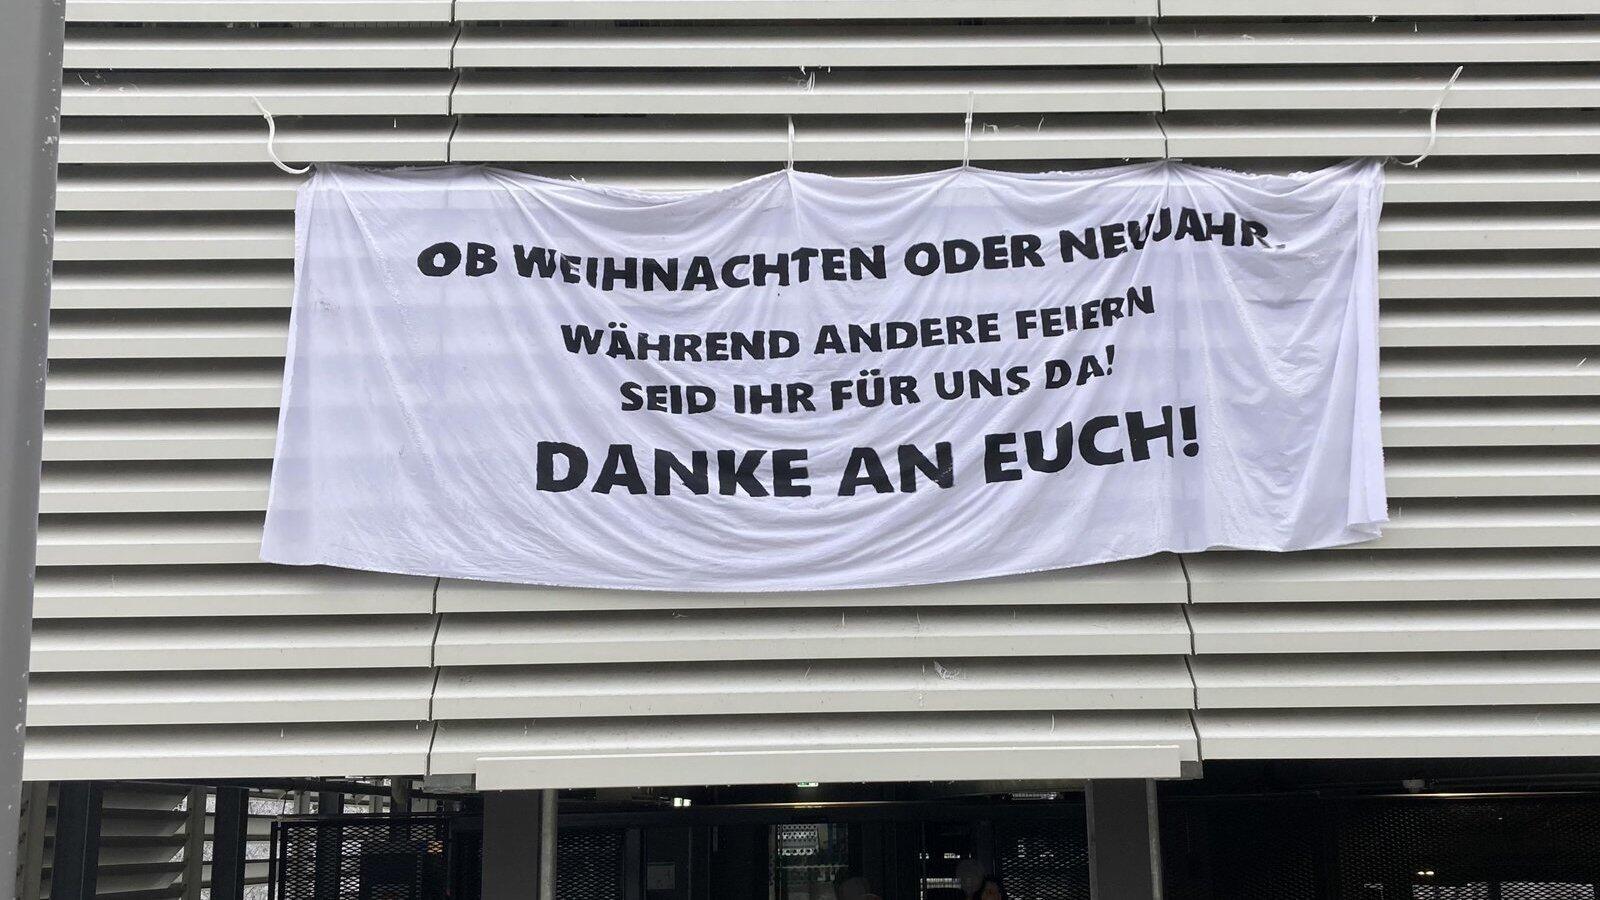 OB WEIHNACHTEN ODER NEUJAHR.
WÄHREND ANDERE FEIERN
SEID IHR FÜR UNS DA!
DANKE AN EUCH!